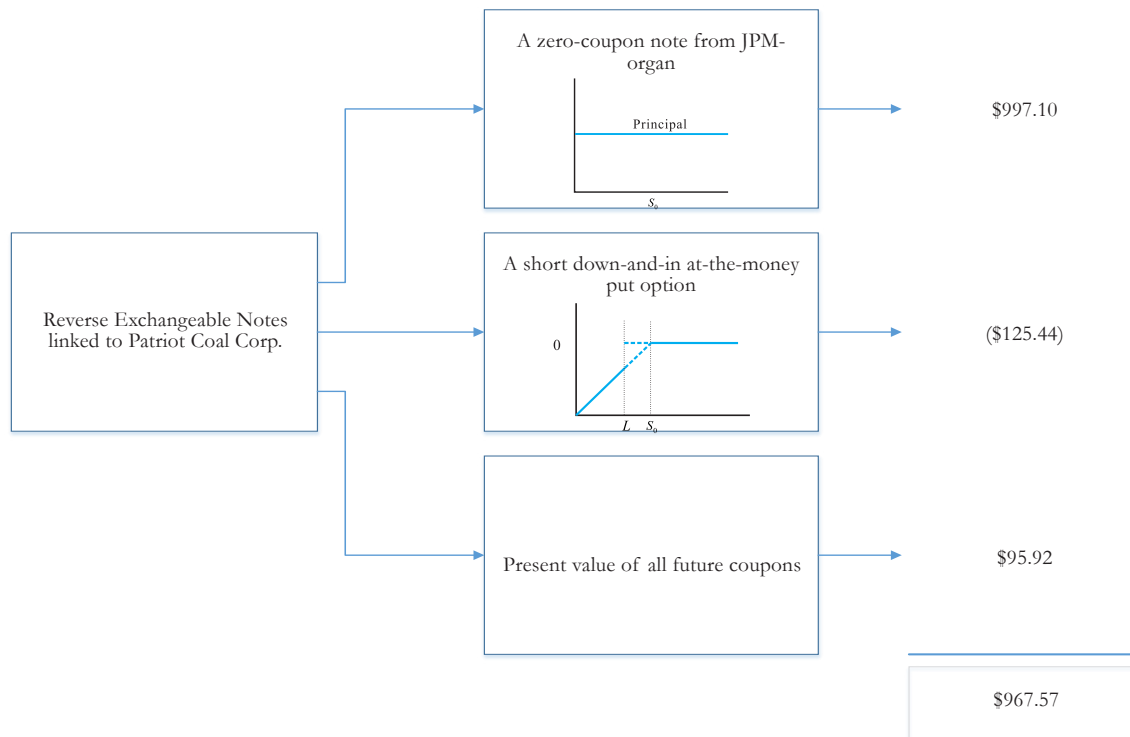 A zero-coupon note from JPM-
organ
Principal
S₀
$997.10
Reverse Exchangeable Notes
linked to Patriot Coal Corp.
A short down-and-in at-the-money
put option
0
L S₀
($125.44)
Present value of all future coupons
$95.92
$967.57